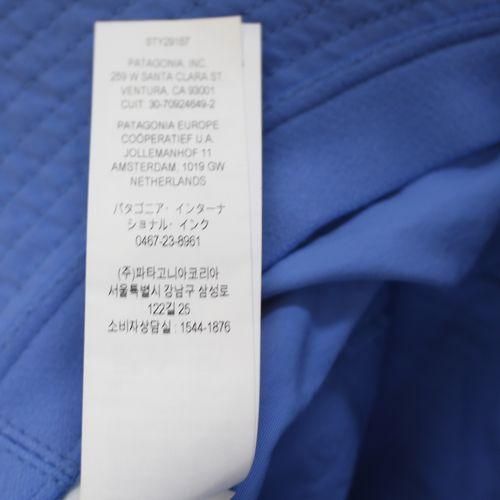 STY29157
PATAGONIA, INC.
259 W SANTA CLARA ST.
VENTURA, CA 93001
CUIT: 30-70924649-2
PATAGONIA EUROPE
COÖPERATIEF U.A.
JOLLEMANHOF 11
AMSTERDAM, 1019 GW
NETHERLANDS
パタゴニア・インターナ
ショナル・インク
0467-23-8961
(주)파타고니아코리아
서울특별시 강남구 삼성로
122길 25
소비자상담실 : 1544-1876